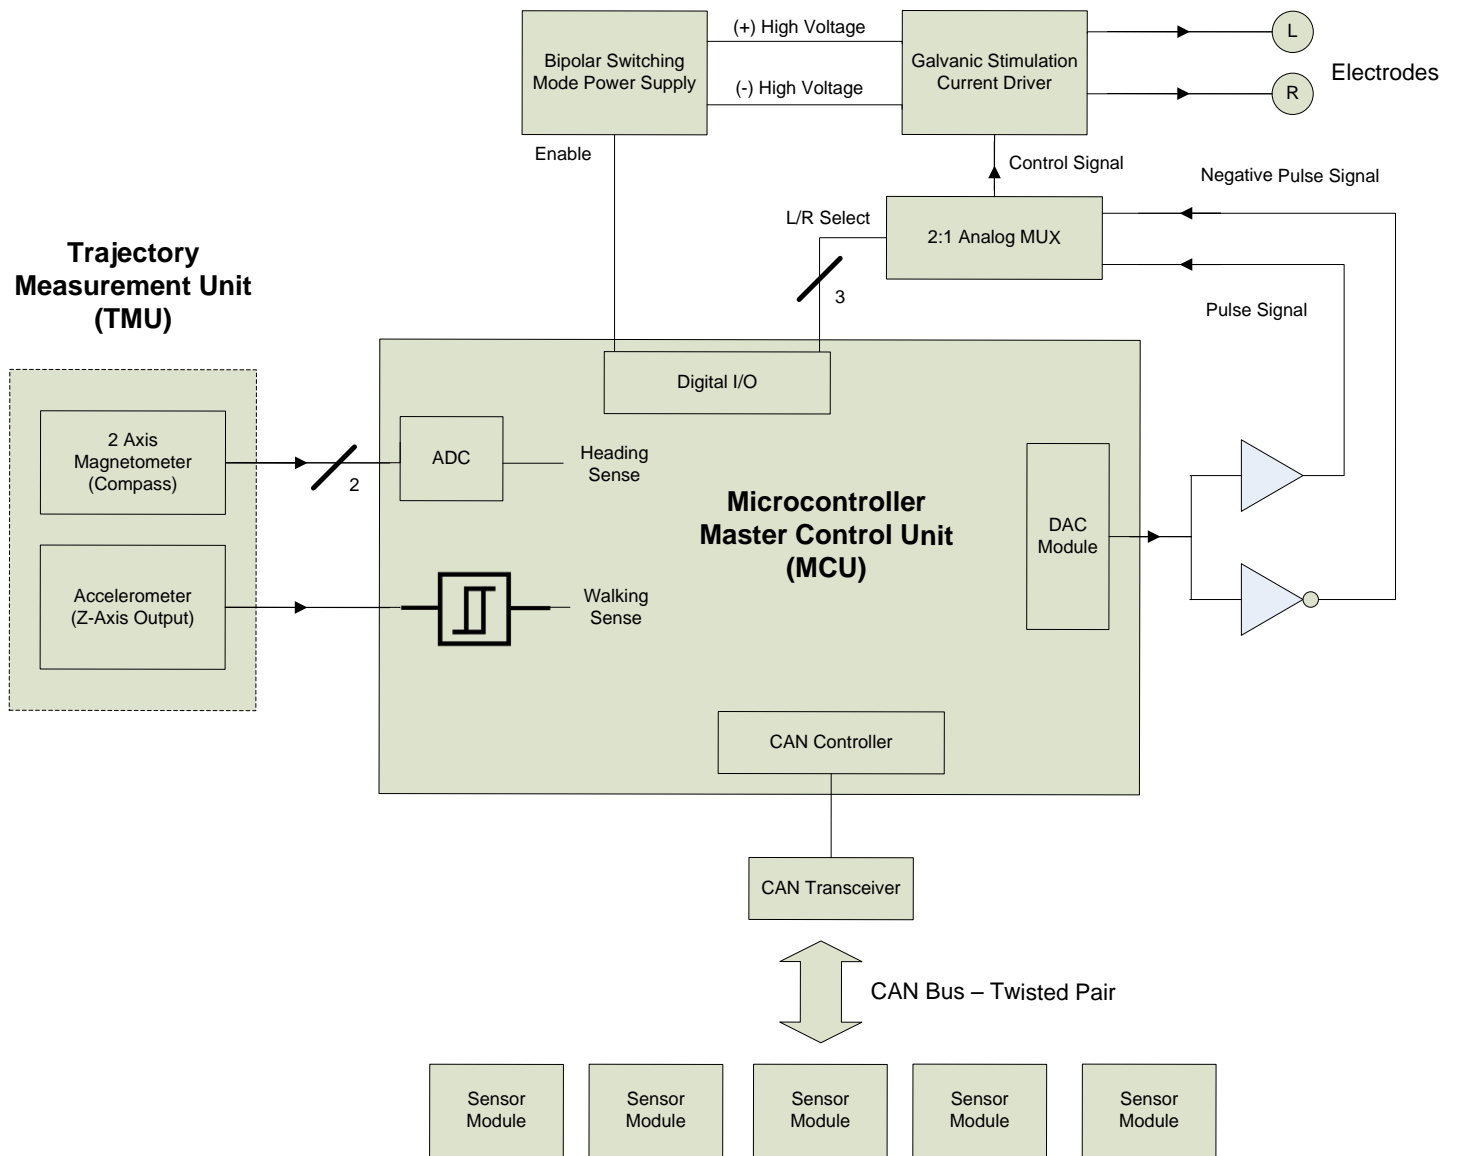 Bipolar Switching
Mode Power Supply
(+) High Voltage
(-) High Voltage
Galvanic Stimulation
Current Driver
L
R
Electrodes
Enable
Control Signal
Negative Pulse Signal
L/R Select
2:1 Analog MUX
3
Pulse Signal
Trajectory
Measurement Unit
(TMU)
2 Axis
Magnetometer
(Compass)
2
Accelerometer
(Z-Axis Output)
Digital I/O
ADC
Heading
Sense
Walking
Sense
Microcontroller
Master Control Unit
(MCU)
DAC
Module
CAN Controller
CAN Transceiver
CAN Bus – Twisted Pair
Sensor
Module
Sensor
Module
Sensor
Module
Sensor
Module
Sensor
Module